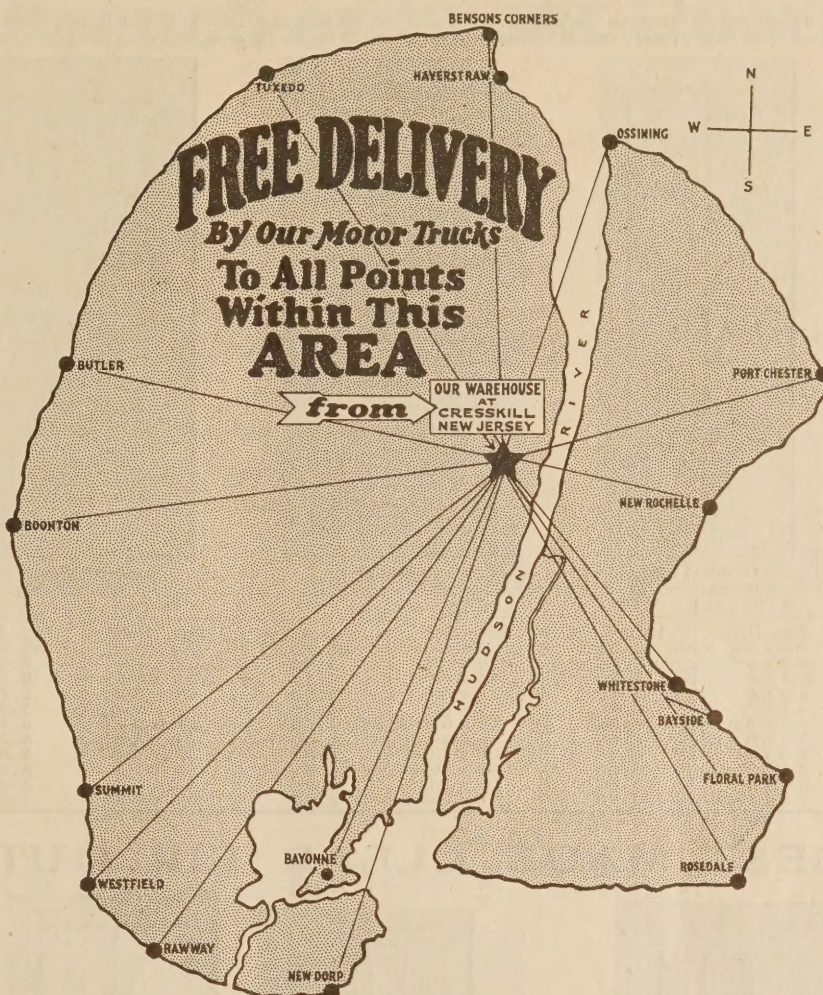 BENSONS CORNERS
TUXEDO
HAVERSTRAW
N
W E
S
OSSINING
FREE DELIVERY
By Our Motor Trucks
To All Points
Within This
AREA
from
OUR WAREHOUSE
AT
CRESSKILL
NEW JERSEY
BUTLER
PORT CHESTER
BOONTON
NEW ROCHELLE
HUDSON RIVER
WHITESTONE
BAYSIDE
SUMMIT
FLORAL PARK
BAYONNE
WESTFIELD
ROSEDALE
RAWWAY
NEW DORP